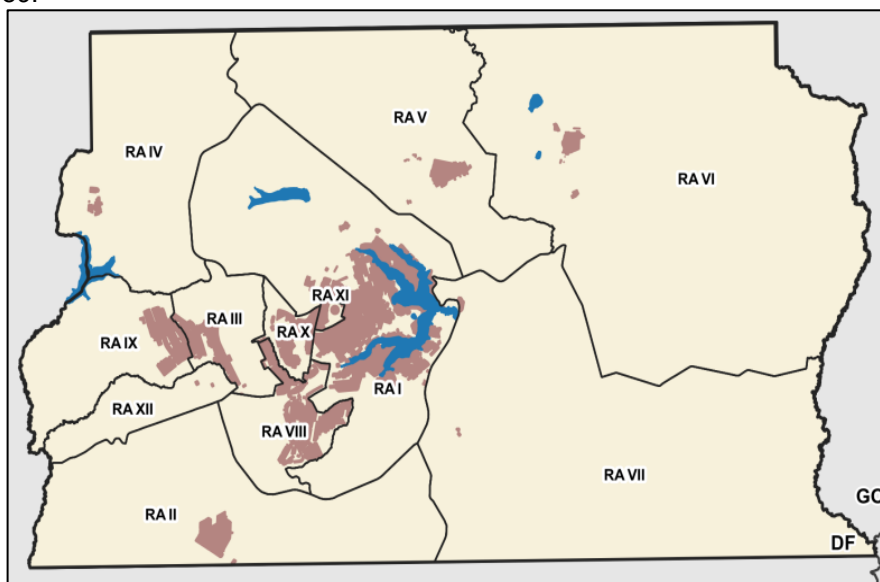 RA V
RA IV
RA VI
RA XI
RA III
RA X
RA IX
RA I
RA XII
RA VIII
RA VII
GO
RA II
DF